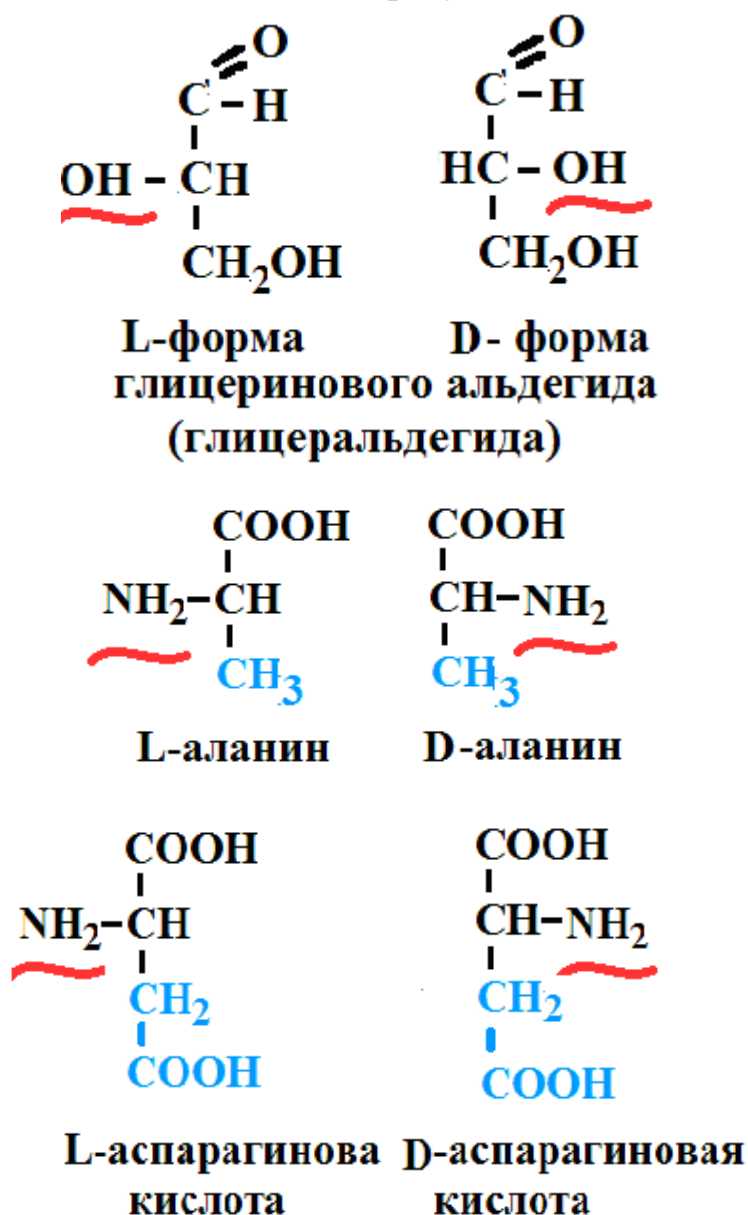 O O
C – H C – H
OH – CH HC – OH
CH₂OH CH₂OH
L-форма D- форма
глицеринового альдегида
(глицеральдегида)
COOH COOH
NH₂–CH CH–NH₂
CH₃ CH₃
L-аланин D-аланин
COOH COOH
NH₂–CH CH–NH₂
CH₂ CH₂
COOH COOH
L-аспарагинова D-аспарагиновая
кислота кислота